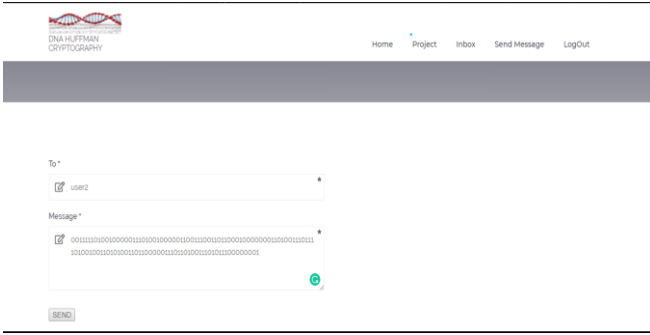 DNA HUFFMAN
CRYPTOGRAPHY
Home Project Inbox Send Message LogOut
To *
user2 *
Message *
*
SEND